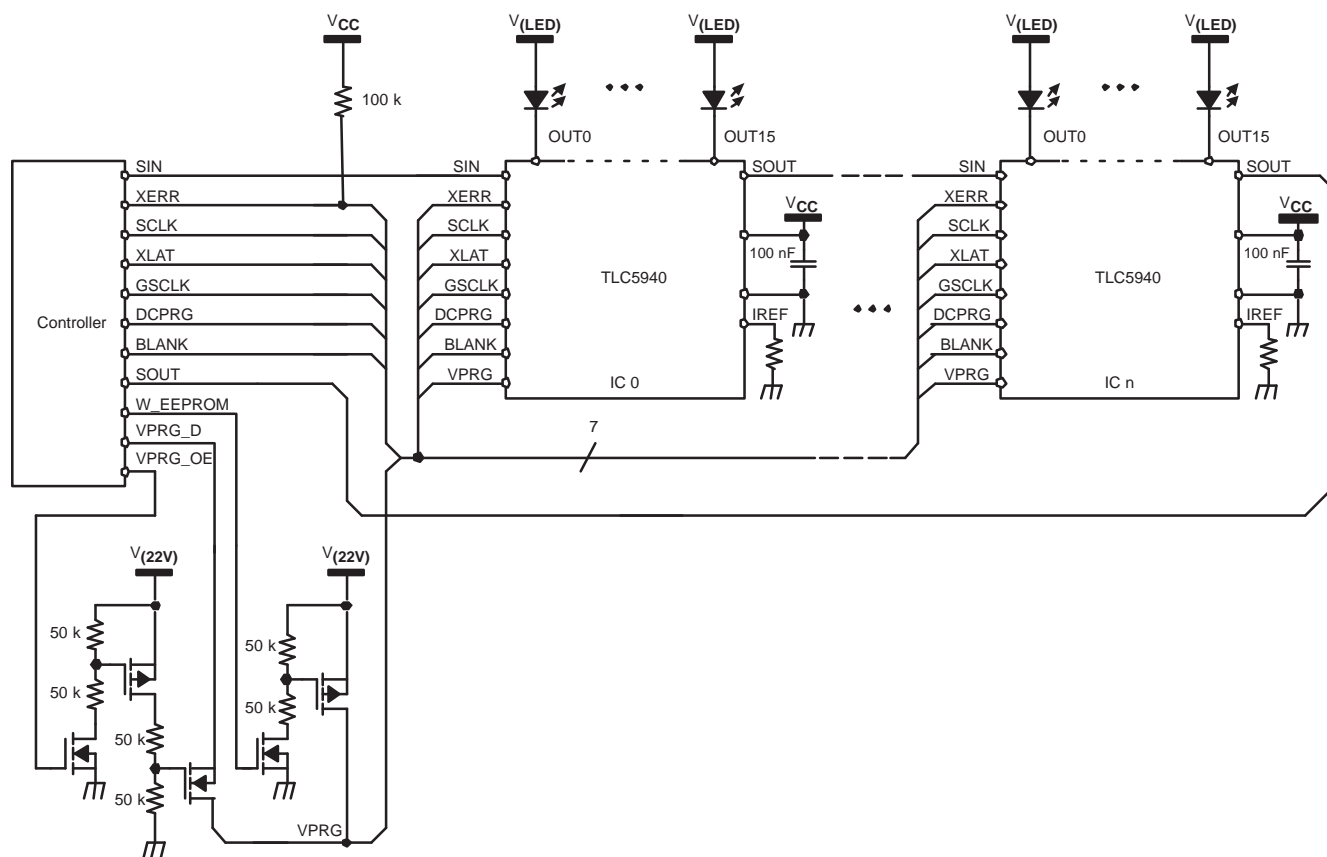 VCC
V(LED)
V(LED)
V(LED)
V(LED)
100 k
OUT0
OUT15
OUT0
OUT15
SIN
SIN
SOUT
SIN
SOUT
XERR
XERR
XERR
VCC
VCC
SCLK
SCLK
SCLK
100 nF
100 nF
XLAT
XLAT
XLAT
TLC5940
TLC5940
GSCLK
GSCLK
GSCLK
Controller
DCPRG
DCPRG
IREF
DCPRG
IREF
BLANK
BLANK
BLANK
SOUT
VPRG
IC 0
VPRG
IC n
W_EEPROM
VPRG_D
7
VPRG_OE
V(22V)
V(22V)
50 k
50 k
50 k
50 k
50 k
50 k
VPRG